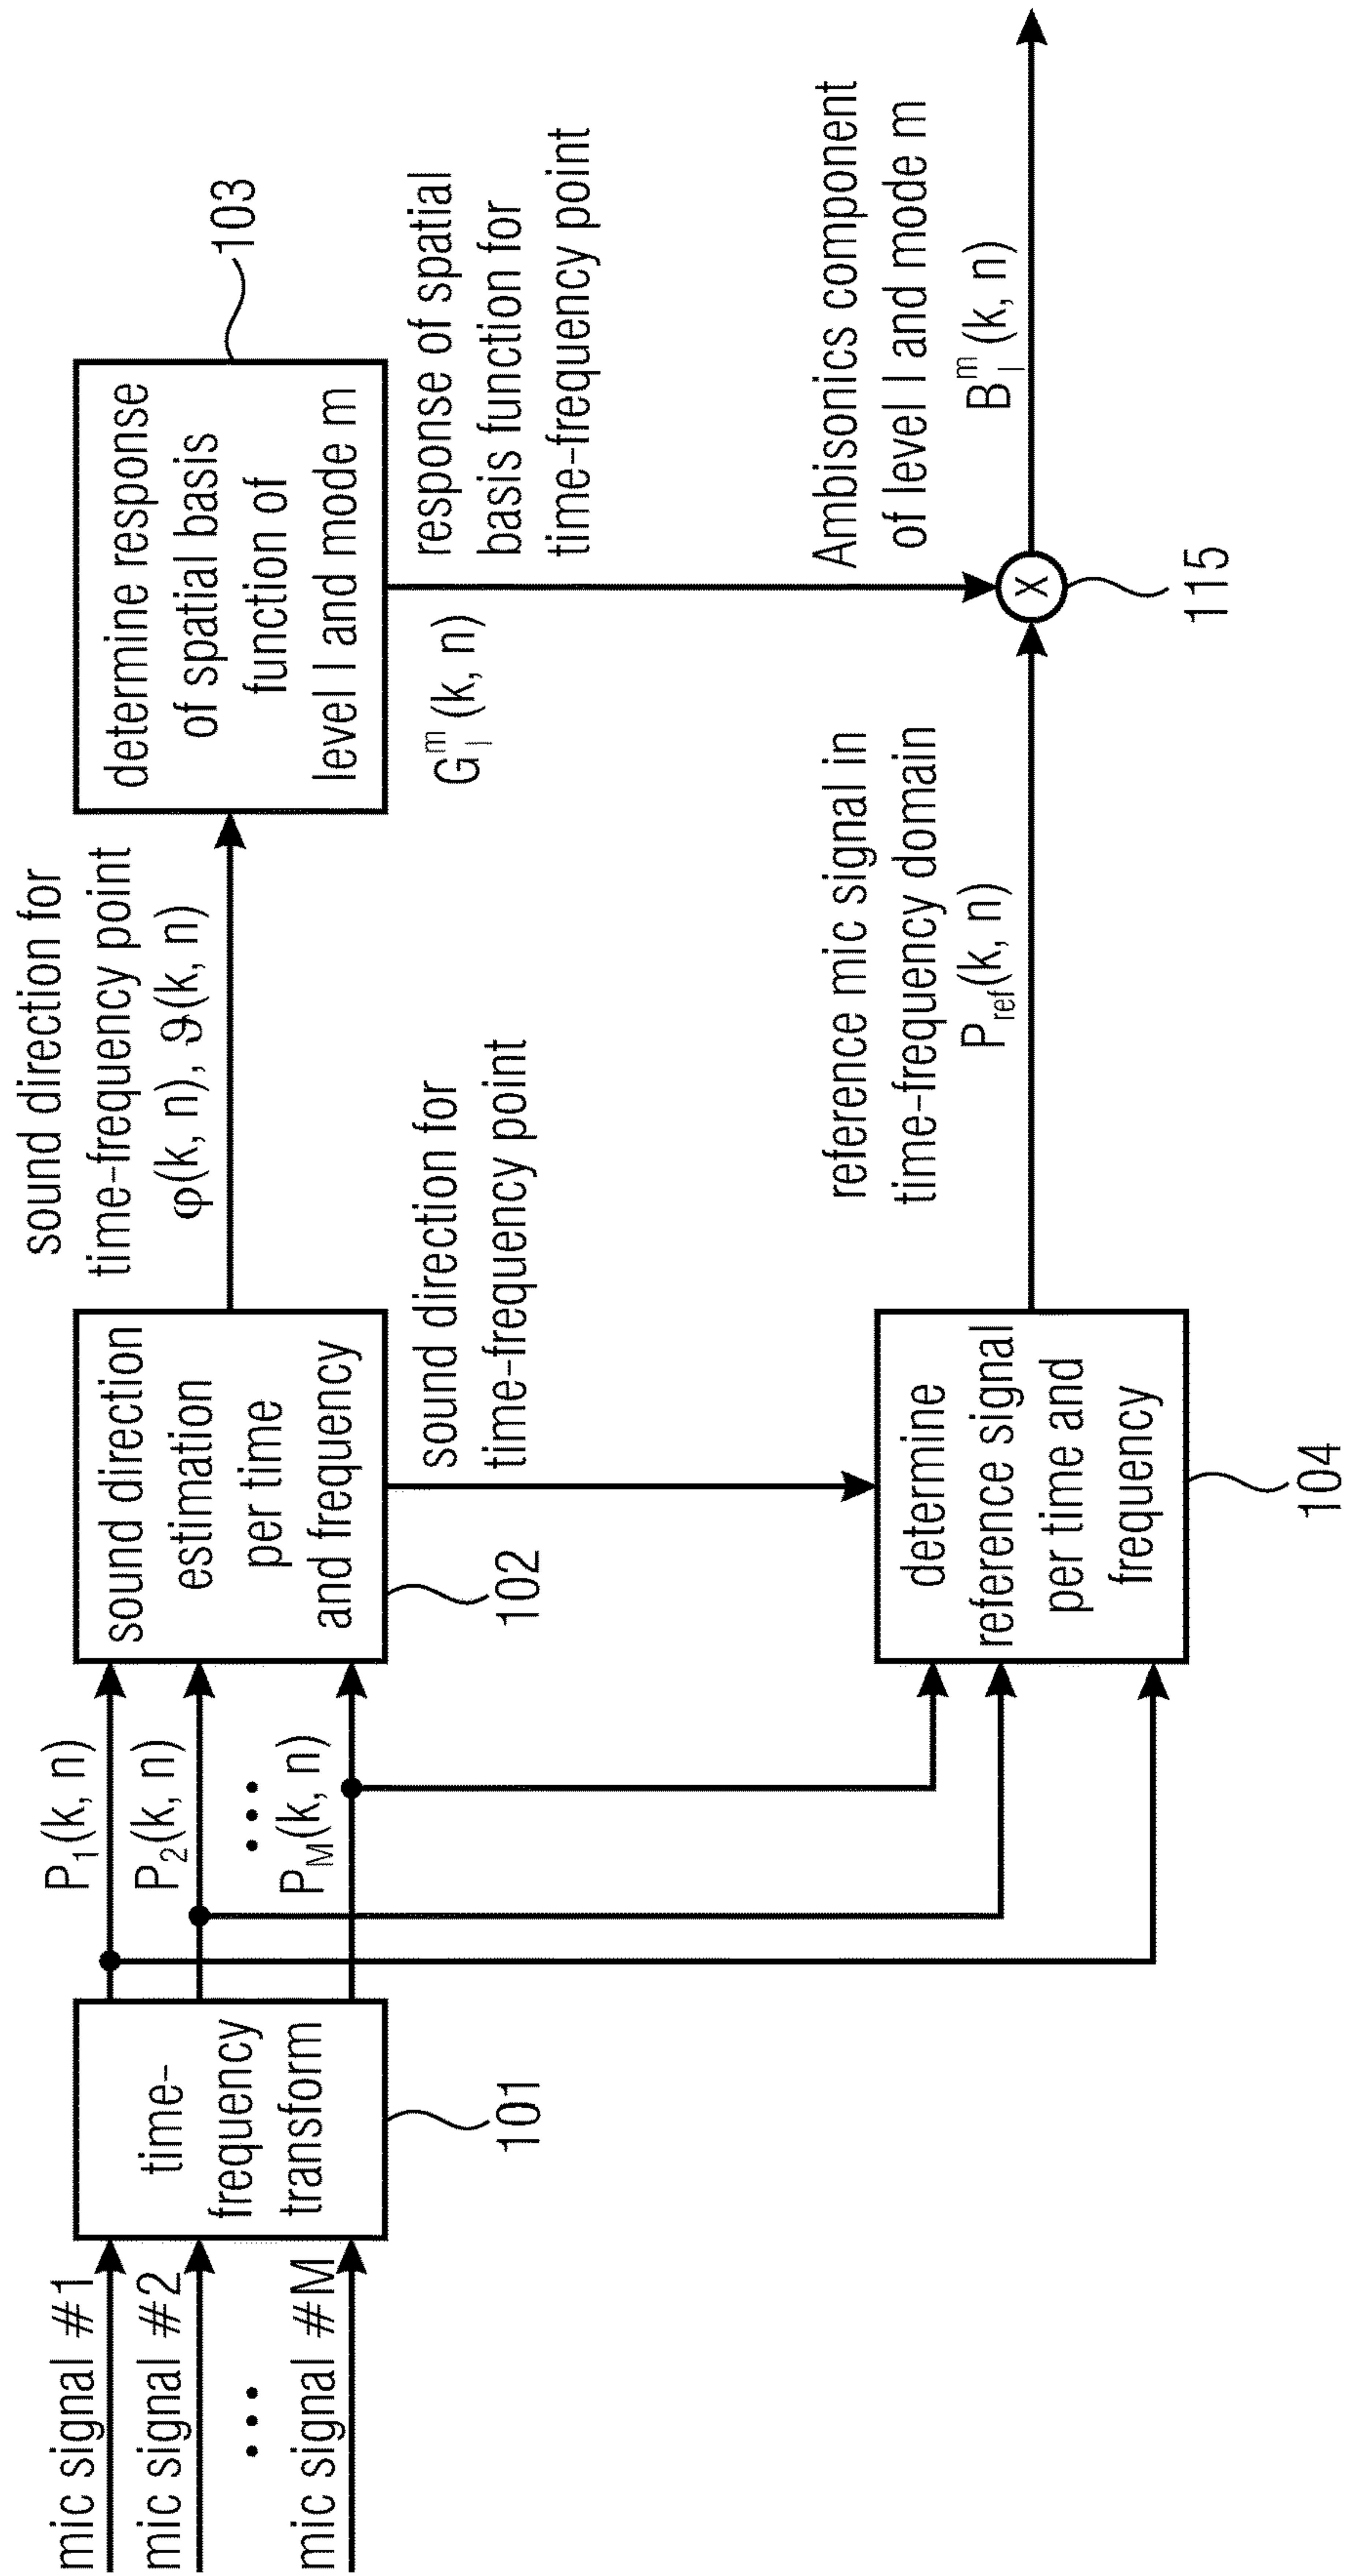 mic signal #1
mic signal #2
...
mic signal #M
time-
frequency
transform
101
P1(k, n)
P2(k, n)
...
PM(k, n)
sound direction
estimation
per time
and frequency
102
sound direction for
time-frequency point
φ(k, n), ϑ(k, n)
sound direction for
time-frequency point
determine response
of spatial basis
function of
level l and mode m
103
G_l^m (k, n)
response of spatial
basis function for
time-frequency point
determine
reference signal
per time and
frequency
104
reference mic signal in
time-frequency domain
Pref(k, n)
X
115
Ambisonics component
of level l and mode m
B_l^m (k, n)